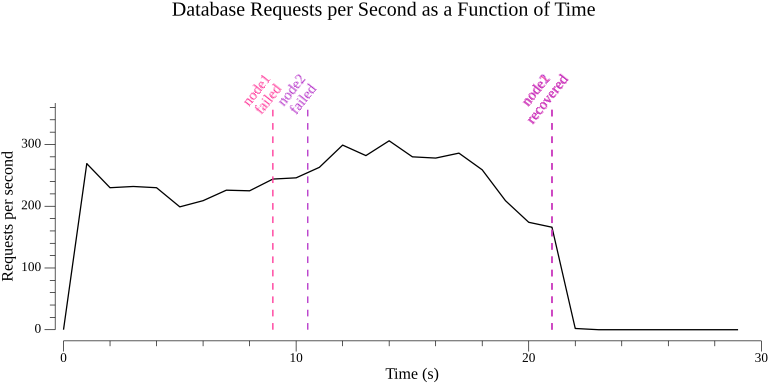 Database Requests per Second as a Function of Time
node1
failed
node2
failed
recovered
Requests per second
300
200
100
0
0
10
20
30
Time (s)